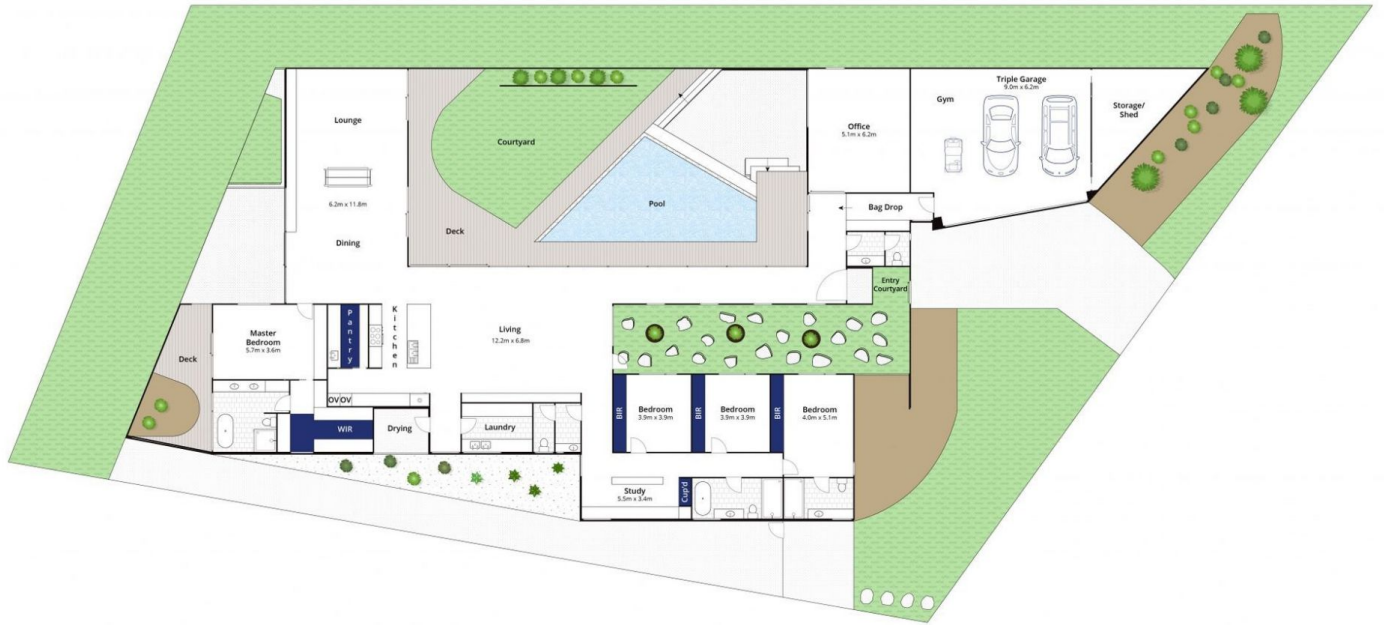 Triple Garage
9.0m x 6.2m
Gym
Storage/
Shed
Lounge
Office
5.1m x 6.2m
Courtyard
6.2m x 11.8m
Pool
Bag Drop
Deck
Dining
Entry
Courtyard
Pantry
Kitchen
Master
Bedroom
5.7m x 3.6m
Living
12.2m x 6.8m
Deck
OV
OV
BIR
Bedroom
3.9m x 3.9m
BIR
Bedroom
3.9m x 3.9m
BIR
Bedroom
4.0m x 5.1m
WIR
Drying
Laundry
Study
5.5m x 3.4m
Cup'd